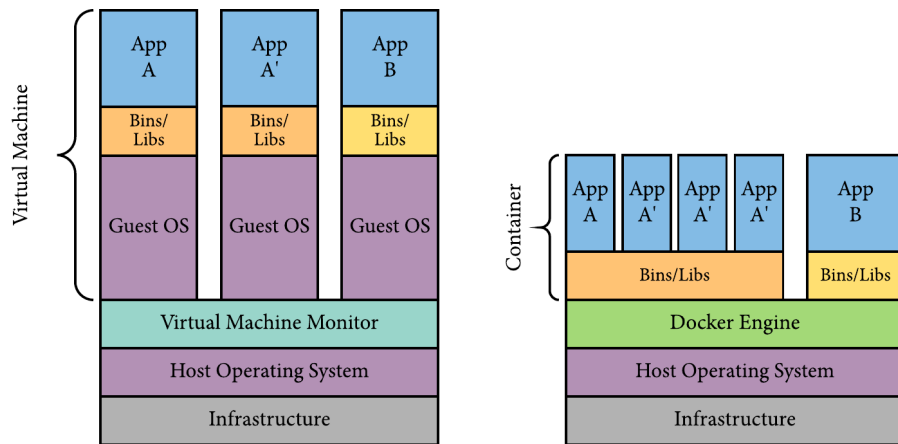 Virtual Machine
App
A
App
A'
App
B
Bins/
Libs
Bins/
Libs
Bins/
Libs
Guest OS
Guest OS
Guest OS
Virtual Machine Monitor
Host Operating System
Infrastructure
Container
App
A
App
A'
App
A'
App
A'
App
B
Bins/Libs
Bins/Libs
Docker Engine
Host Operating System
Infrastructure